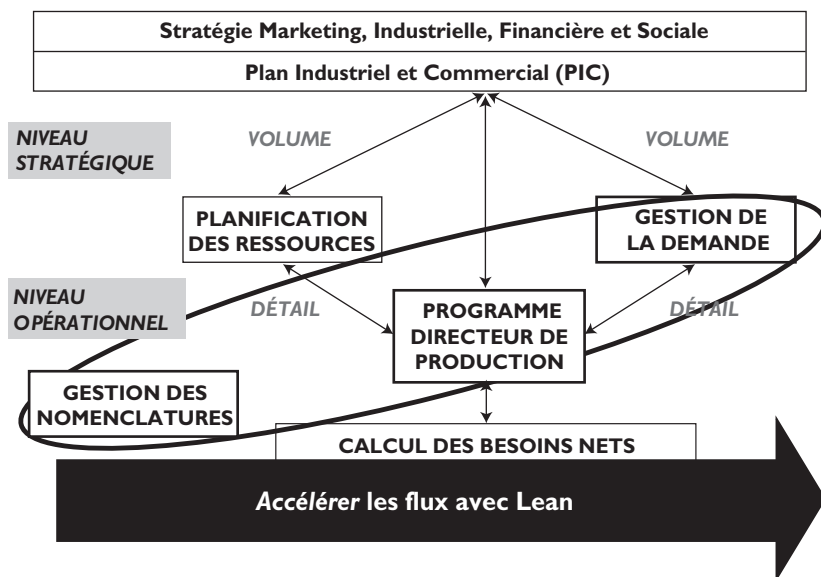 Stratégie Marketing, Industrielle, Financière et Sociale
Plan Industriel et Commercial (PIC)
NIVEAU
STRATÉGIQUE
VOLUME
VOLUME
PLANIFICATION
DES RESSOURCES
GESTION DE
LA DEMANDE
NIVEAU
OPÉRATIONNEL
DÉTAIL
PROGRAMME
DIRECTEUR DE
PRODUCTION
DÉTAIL
GESTION DES
NOMENCLATURES
CALCUL DES BESOINS NETS
Accélérer les flux avec Lean